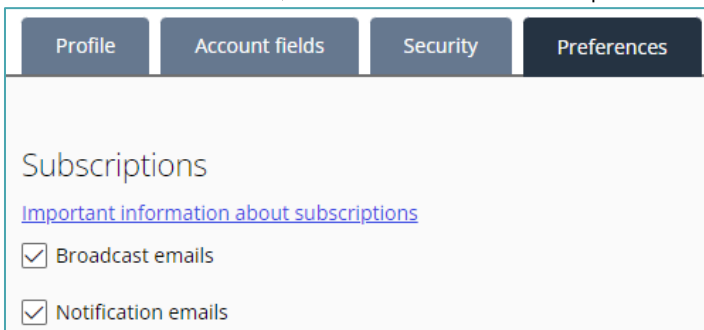 Profile Account fields Security Preferences
Subscriptions
Important information about subscriptions
Broadcast emails
Notification emails